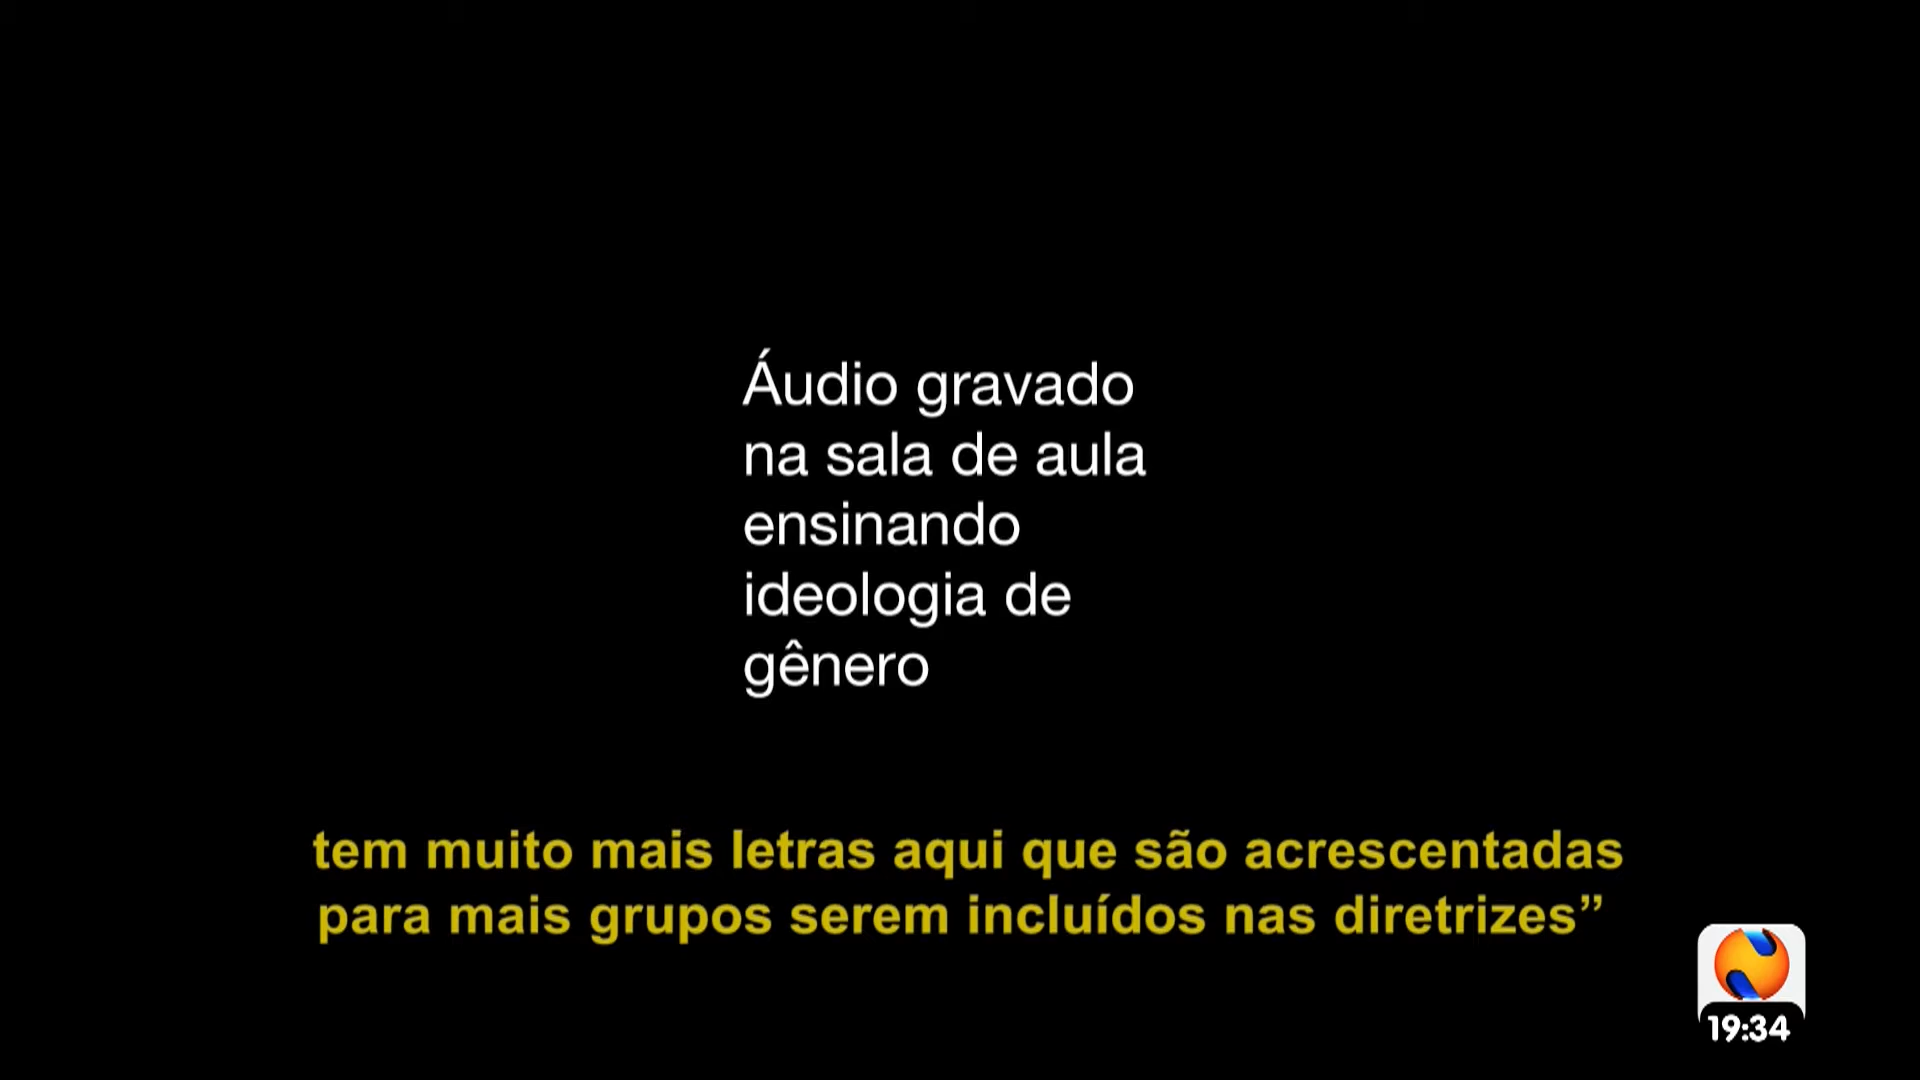 Áudio gravado
na sala de aula
ensinando
ideologia de
gênero
tem muito mais letras aqui que são acrescentadas
para mais grupos serem incluídos nas diretrizes”
19:34